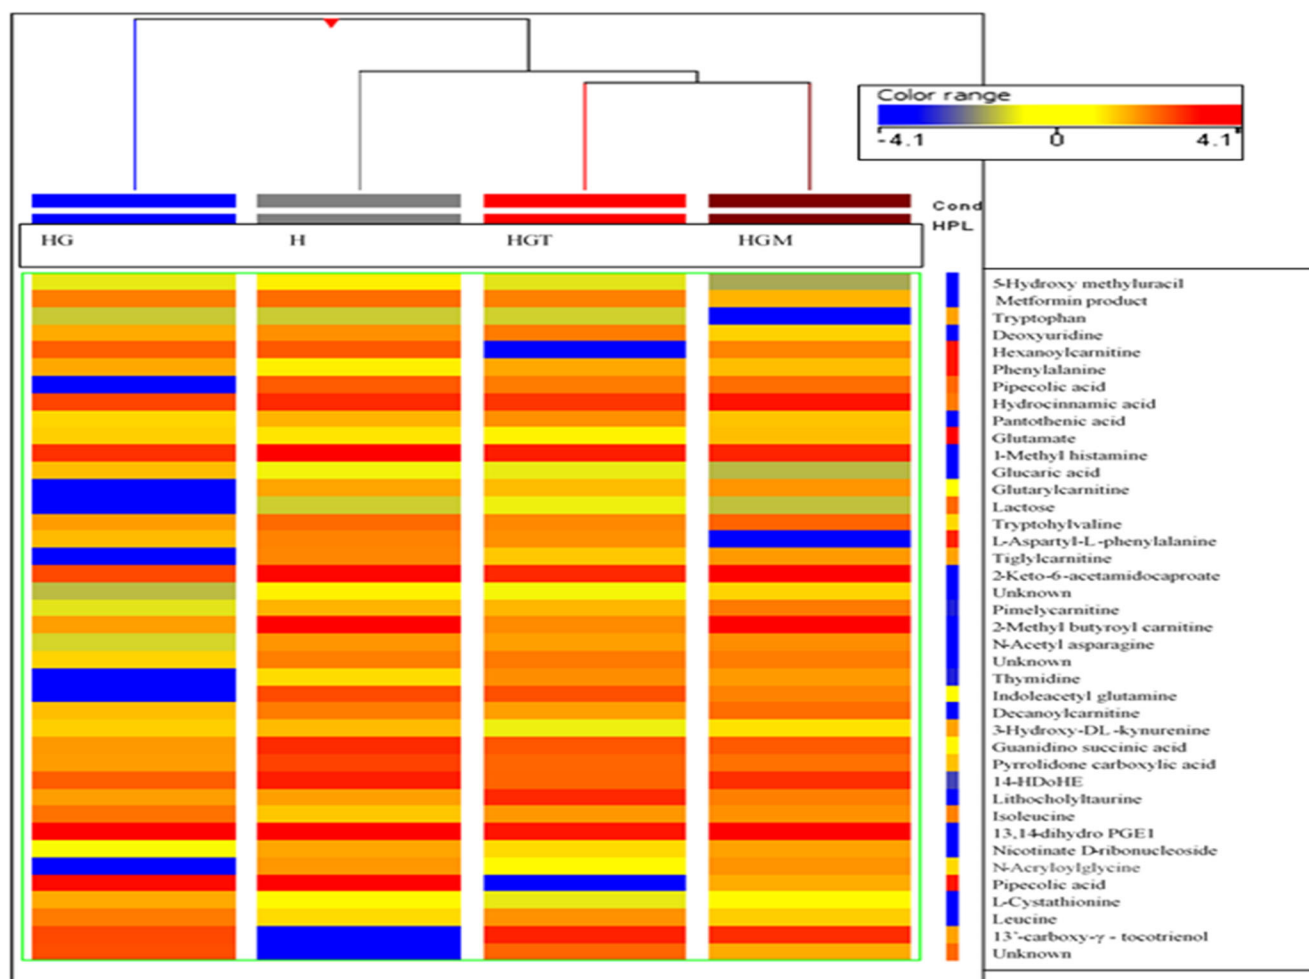 Color range
-4.1 0 4.1
Cond
HPL
HG H HGT HGM
5-Hydroxy methyluracil
Metformin product
Tryptophan
Deoxyuridine
Hexanoylcarnitine
Phenylalanine
Pipecolic acid
Hydrocinnamic acid
Pantothenic acid
Glutamate
1-Methyl histamine
Glucaric acid
Glutarylcarnitine
Lactose
Tryptohylvaline
L-Aspartyl-L-phenylalanine
Tiglylcarnitine
2-Keto-6-acetamidocaproate
Unknown
Pimelycarnitine
2-Methyl butyroyl carnitine
N-Acetyl asparagine
Unknown
Thymidine
Indoleacetyl glutamine
Decanoylcarnitine
3-Hydroxy-DL-kynurenine
Guanidino succinic acid
Pyrrolidone carboxylic acid
14-HDoHE
Lithocholyltaurine
Isoleucine
13,14-dihydro PGE1
Nicotinate D-ribonucleoside
N-Acryloylglycine
Pipecolic acid
L-Cystathionine
Leucine
13'-carboxy-γ - tocotrienol
Unknown